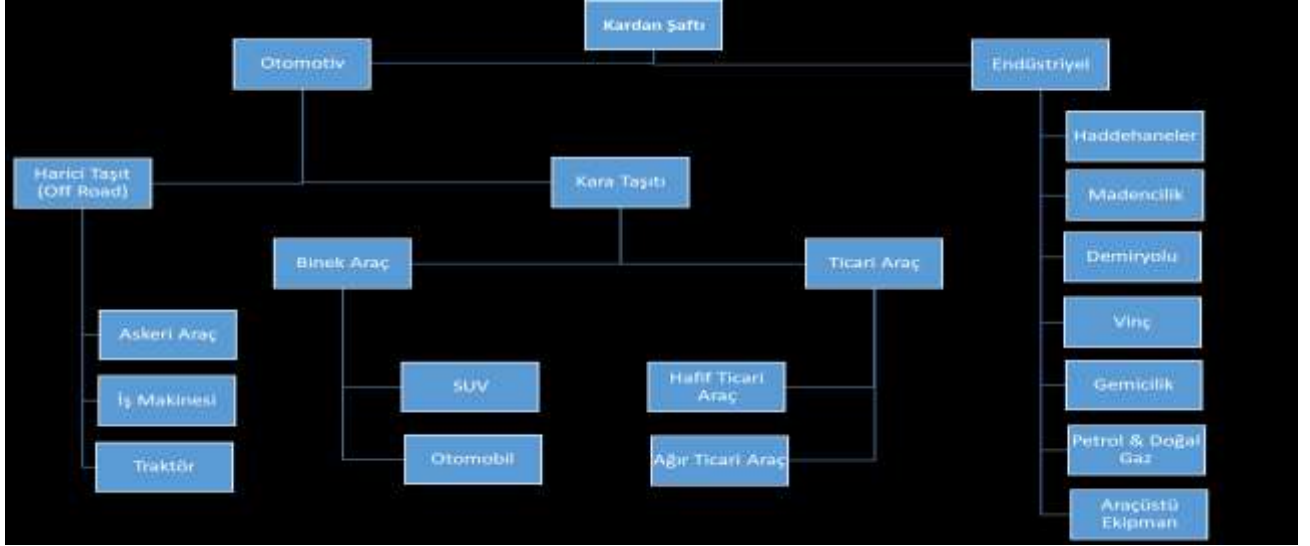 Kardan Şaftı
Otomotiv
Endüstriyel
Haddehaneler
Harici Taşıt
(Off Road)
Kara Taşıtı
Madencilik
Binek Araç
Ticari Araç
Demiryolu
Askeri Araç
Vinç
SUV
Hafif Ticari
Araç
İş Makinesi
Gemicilik
Otomobil
Ağır Ticari Araç
Traktör
Petrol & Doğal
Gaz
Araçüstü
Ekipman